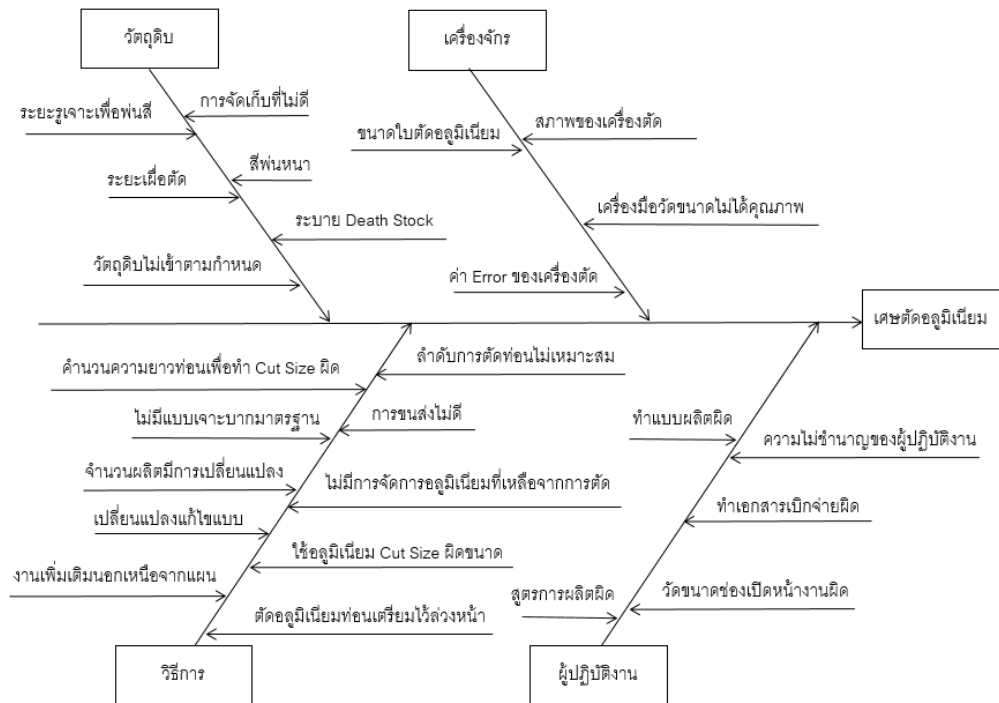 วัตถุดิบ
เครื่องจักร
การจัดเก็บที่ไม่ดี
ระยะรูเจาะเพื่อพ่นสี
สีพ่นหนา
ระยะเผื่อตัด
ระบาย Death Stock
วัตถุดิบไม่เข้าตามกำหนด
สภาพของเครื่องตัด
ขนาดใบตัดอลูมิเนียม
เครื่องมือวัดขนาดไม่ได้คุณภาพ
ค่า Error ของเครื่องตัด
เศษตัดอลูมิเนียม
ลำดับการตัดท่อนไม่เหมาะสม
คำนวนความยาวท่อนเพื่อทำ Cut Size ผิด
การขนส่งไม่ดี
ไม่มีแบบเจาะบากมาตรฐาน
จำนวนผลิตมีการเปลี่ยนแปลง
ไม่มีการจัดการอลูมิเนียมที่เหลือจากการตัด
เปลี่ยนแปลงแก้ไขแบบ
ใช้อลูมิเนียม Cut Size ผิดขนาด
งานเพิ่มเติมนอกเหนือจากแผน
ตัดอลูมิเนียมท่อนเตรียมไว้ล่วงหน้า
ทำแบบผลิตผิด
ความไม่ชำนาญของผู้ปฏิบัติงาน
ทำเอกสารเบิกจ่ายผิด
วัดขนาดช่องเปิดหน้างานผิด
สูตรการผลิตผิด
วิธีการ
ผู้ปฏิบัติงาน